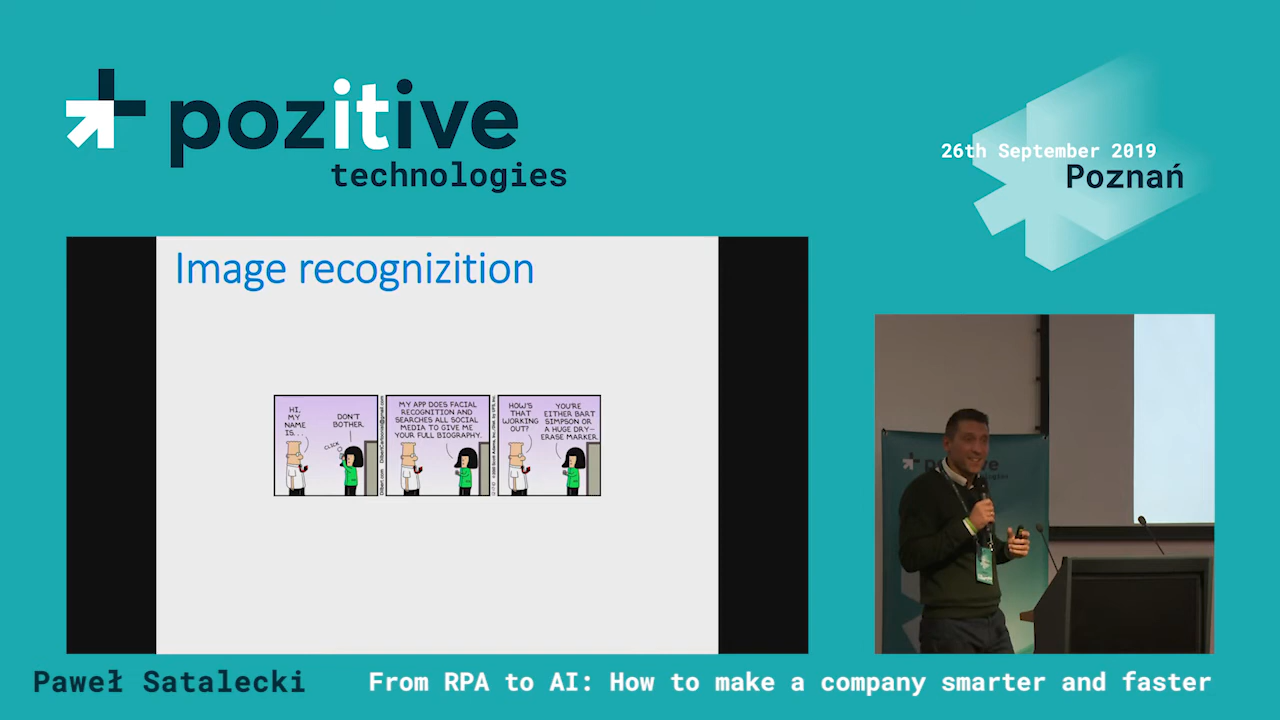 pozitive
technologies
26th September 2019
Poznań
Image recognizition
HI,
MY
NAME
IS...
DON'T
BOTHER.
CLICK
MY APP DOES FACIAL
RECOGNITION AND
SEARCHES ALL SOCIAL
MEDIA TO GIVE ME
YOUR FULL BIOGRAPHY.
HOW'S
THAT
WORKING
OUT?
YOU'RE
EITHER BART
SIMPSON OR
A HUGE DRY-
ERASE MARKER.
Paweł Satalecki
From RPA to AI: How to make a company smarter and faster